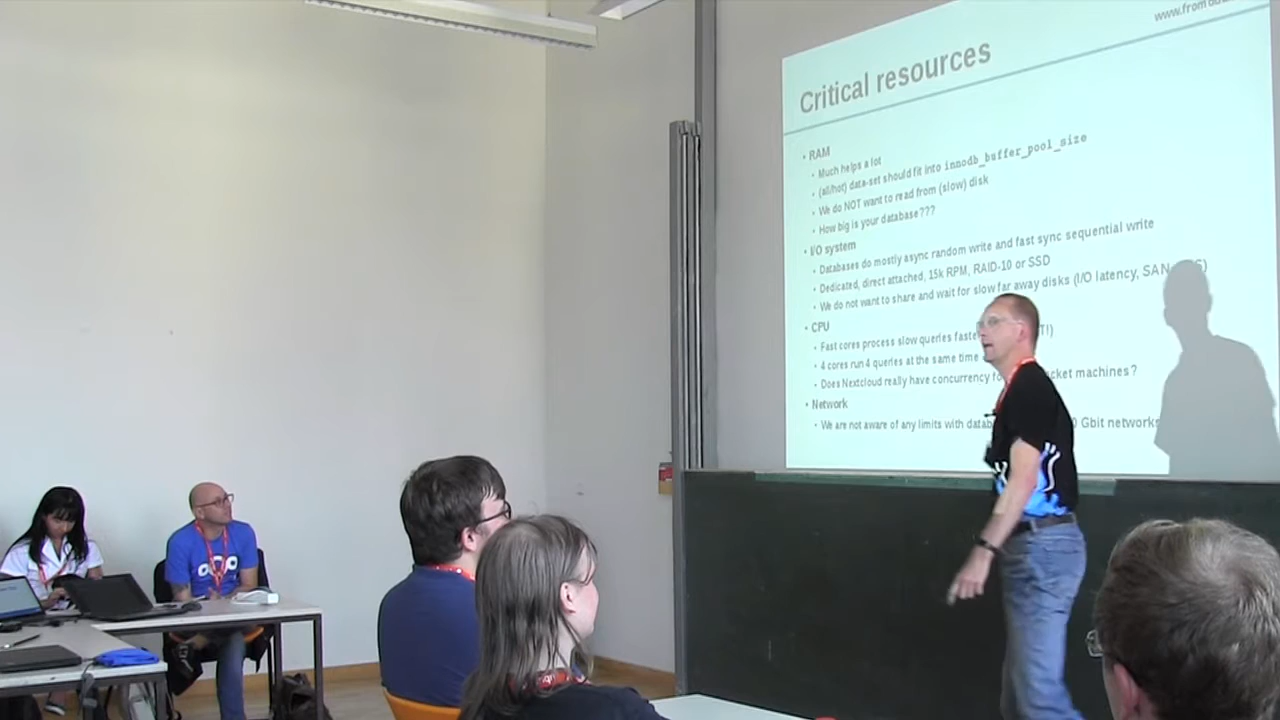 www.fromdu
Critical resources
• RAM
• Much helps a lot
• (all/hot) data-set should fit into innodb_buffer_pool_size
• We do NOT want to read from (slow) disk
• How big is your database???
• I/O system
• Databases do mostly async random write and fast sync sequential write
• Dedicated, direct attached, 15k RPM, RAID-10 or SSD
• We do not want to share and wait for slow far away disks (I/O latency, SAN
• CPU
• Fast cores process slow queries faste T!)
• 4 cores run 4 queries at the same time
• Does Nextcloud really have concurrency fo cket machines?
• Network
• We are not aware of any limits with datab Gbit networks